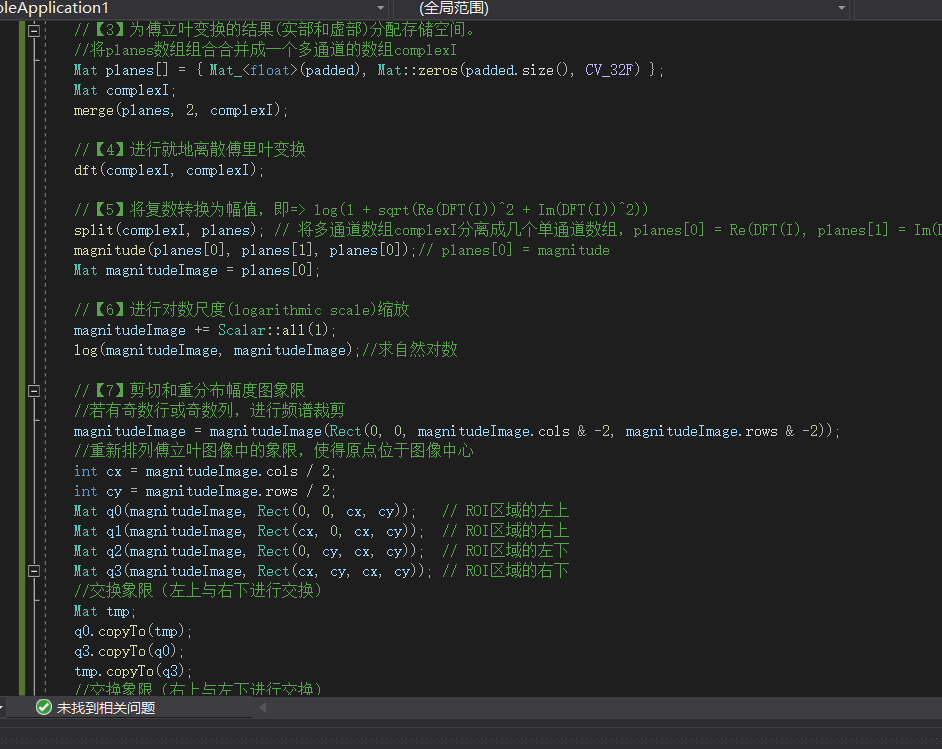 oleApplication1
(全局范围)
//【3】为傅立叶变换的结果(实部和虚部)分配存储空间。
//将planes数组组合合并成一个多通道的数组complexI
Mat planes[] = { Mat_<float>(padded), Mat::zeros(padded.size(), CV_32F) };
Mat complexI;
merge(planes, 2, complexI);
//【4】进行就地离散傅里叶变换
dft(complexI, complexI);
//【5】将复数转换为幅值，即=> log(1 + sqrt(Re(DFT(I))^2 + Im(DFT(I))^2))
split(complexI, planes); // 将多通道数组complexI分离成几个单通道数组，planes[0] = Re(DFT(I), planes[1] = Im(D
magnitude(planes[0], planes[1], planes[0]);// planes[0] = magnitude
Mat magnitudeImage = planes[0];
//【6】进行对数尺度(logarithmic scale)缩放
magnitudeImage += Scalar::all(1);
log(magnitudeImage, magnitudeImage);//求自然对数
//【7】剪切和重分布幅度图象限
//若有奇数行或奇数列，进行频谱裁剪
magnitudeImage = magnitudeImage(Rect(0, 0, magnitudeImage.cols & -2, magnitudeImage.rows & -2));
//重新排列傅立叶图像中的象限，使得原点位于图像中心
int cx = magnitudeImage.cols / 2;
int cy = magnitudeImage.rows / 2;
Mat q0(magnitudeImage, Rect(0, 0, cx, cy)); // ROI区域的左上
Mat q1(magnitudeImage, Rect(cx, 0, cx, cy)); // ROI区域的右上
Mat q2(magnitudeImage, Rect(0, cy, cx, cy)); // ROI区域的左下
Mat q3(magnitudeImage, Rect(cx, cy, cx, cy)); // ROI区域的右下
//交换象限（左上与右下进行交换）
Mat tmp;
q0.copyTo(tmp);
q3.copyTo(q0);
tmp.copyTo(q3);
//交换象限（右上与左下进行交换）
未找到相关问题